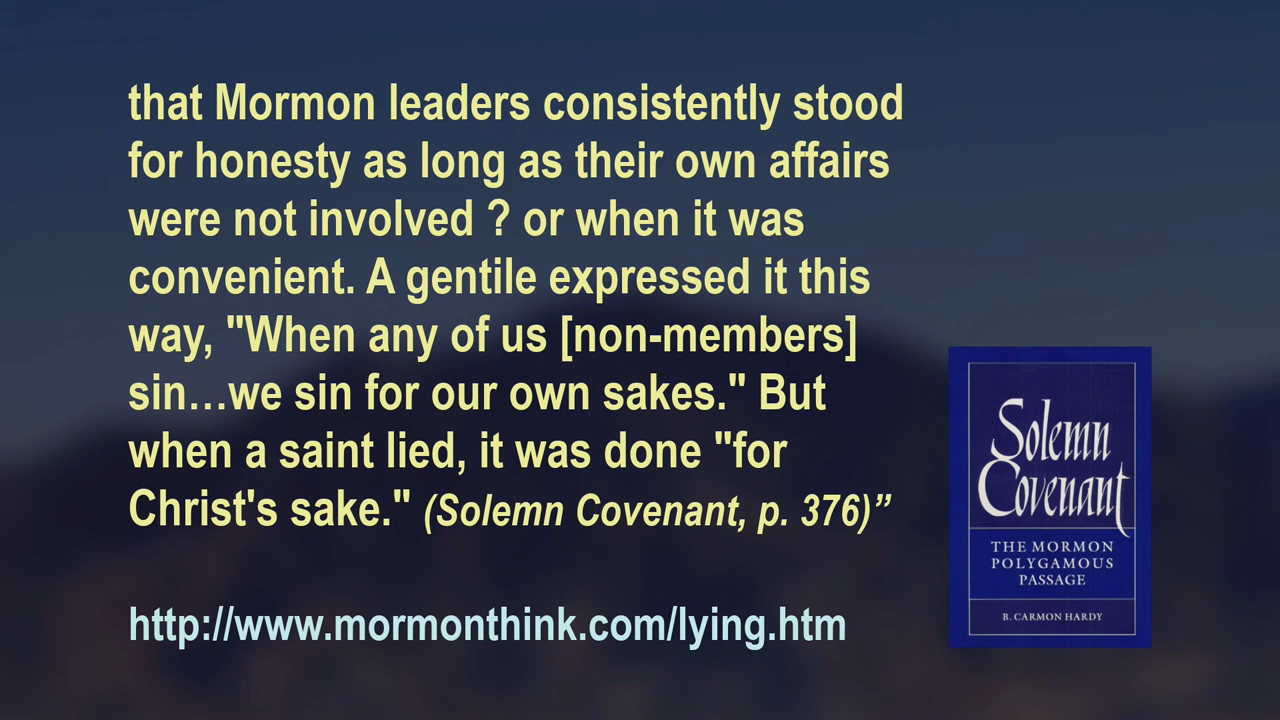 that Mormon leaders consistently stood
for honesty as long as their own affairs
were not involved ? or when it was
convenient. A gentile expressed it this
way, "When any of us [non-members]
sin…we sin for our own sakes." But
when a saint lied, it was done "for
Christ's sake." (Solemn Covenant, p. 376)”
http://www.mormonthink.com/lying.htm
Solemn
Covenant
THE MORMON
POLYGAMOUS
PASSAGE
B. CARMON HARDY